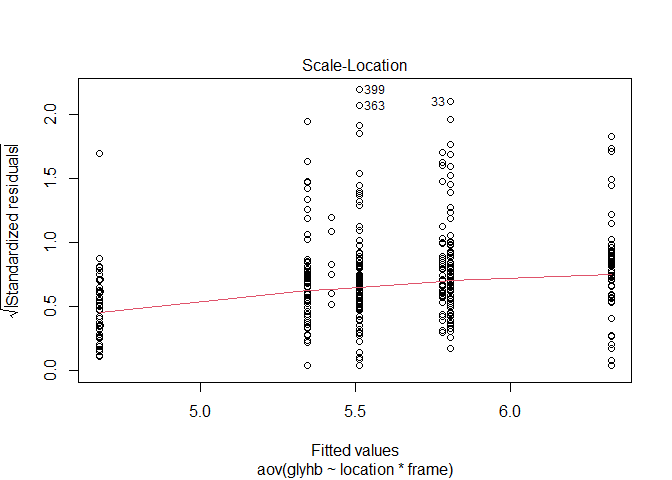 Scale-Location
√|Standardized residuals|
2.0
1.5
1.0
0.5
0.0
399
363
33
5.0 5.5 6.0
Fitted values
aov(glyhb ~ location * frame)